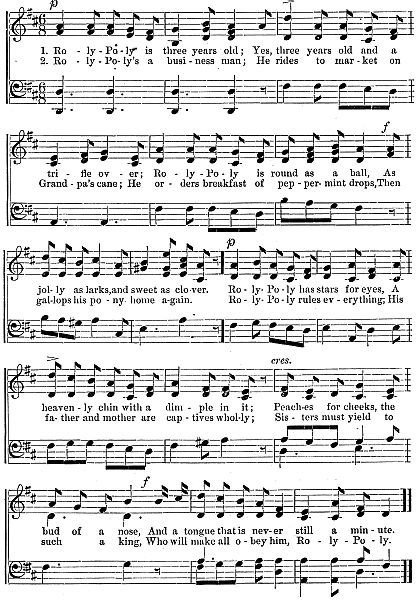 p
1. Ro - ly - Po - ly is three years old; Yes, three years old and a
2. Ro - ly - Po - ly's a busi - ness man; He rides to mar - ket on
f
tri - fle ov - er; Ro - ly - Po - ly is round as a ball, As
Grand - pa's cane; He or - ders breakfast of pep - per - mint drops, Then
p
jol - ly as larks, and sweet as clo - ver. Ro - ly - Po - ly has stars for eyes, A
gal - lops his po - ny home a - gain. Ro - ly - Po - ly rules ev - erything; His
cres.
heaven - ly chin with a dim - ple in it; Peach - es for cheeks, the
fa - ther and mother are cap - tives whol - ly; Sis - ters must yield to
f
bud of a nose, And a tongue that is nev - er still a min - ute.
such a king, Who will make all o - bey him, Ro - ly - Po - ly.